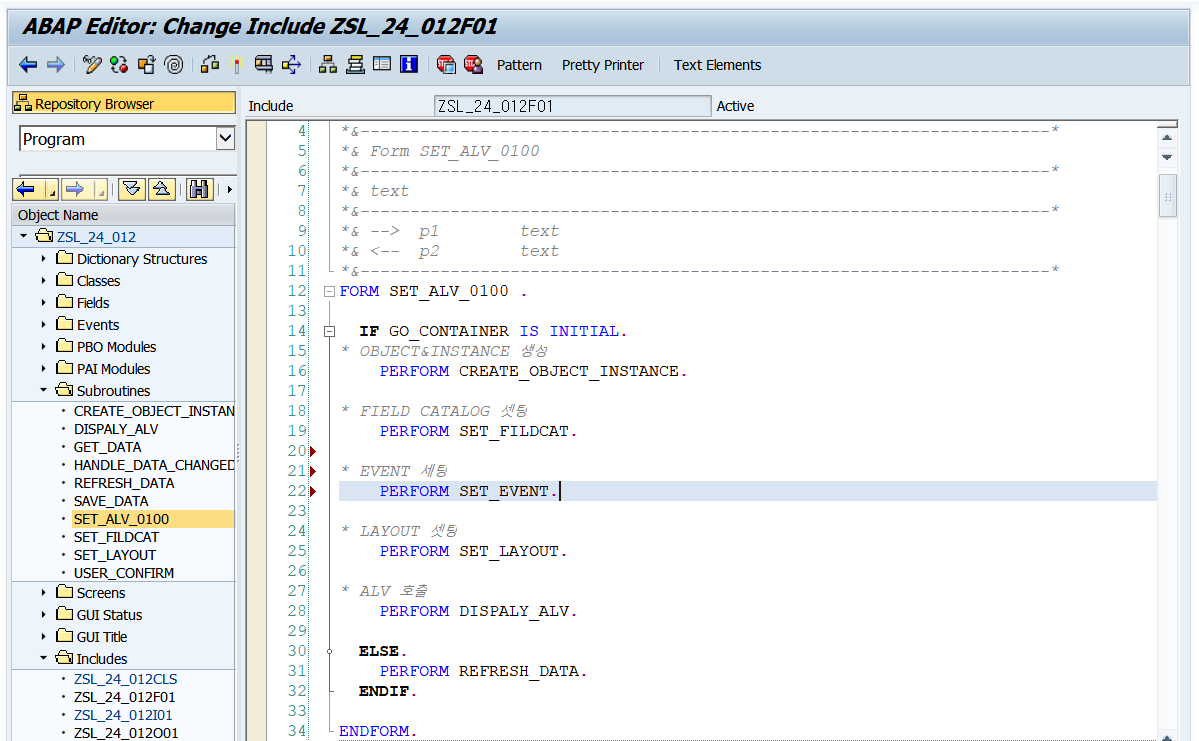 ABAP Editor: Change Include ZSL_24_012F01
Pattern Pretty Printer Text Elements
Repository Browser
Program
Object Name
ZSL_24_012
Dictionary Structures
Classes
Fields
Events
PBO Modules
PAI Modules
Subroutines
CREATE_OBJECT_INSTAN
DISPALY_ALV
GET_DATA
HANDLE_DATA_CHANGED
REFRESH_DATA
SAVE_DATA
SET_ALV_0100
SET_FILDCAT
SET_LAYOUT
USER_CONFIRM
Screens
GUI Status
GUI Title
Includes
ZSL_24_012CLS
ZSL_24_012F01
ZSL_24_012I01
ZSL_24_012O01
Include ZSL_24_012F01 Active
4 *&---------------------------------------------------------------------*
5 *& Form SET_ALV_0100
6 *&---------------------------------------------------------------------*
7 *& text
8 *&---------------------------------------------------------------------*
9 *& --> p1 text
10 *& <-- p2 text
11 *&---------------------------------------------------------------------*
12 FORM SET_ALV_0100 .
13
14 IF GO_CONTAINER IS INITIAL.
15 * OBJECT&INSTANCE 생성
16 PERFORM CREATE_OBJECT_INSTANCE.
17
18 * FIELD CATALOG 셋팅
19 PERFORM SET_FILDCAT.
20
21 * EVENT 세팅
22 PERFORM SET_EVENT.
23
24 * LAYOUT 셋팅
25 PERFORM SET_LAYOUT.
26
27 * ALV 호출
28 PERFORM DISPALY_ALV.
29
30 ELSE.
31 PERFORM REFRESH_DATA.
32 ENDIF.
33
34 ENDFORM.